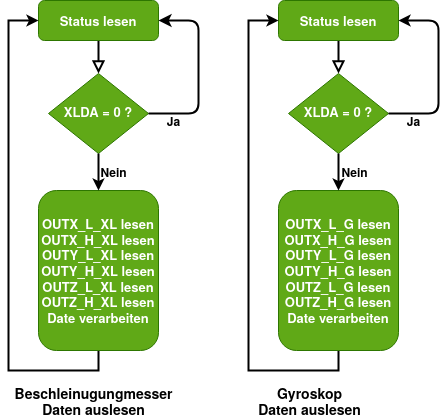 Status lesen
XLDA = 0 ?
Ja
Nein
OUTX_L_XL lesen
OUTX_H_XL lesen
OUTY_L_XL lesen
OUTY_H_XL lesen
OUTZ_L_XL lesen
OUTZ_H_XL lesen
Date verarbeiten
Beschleinugungmesser
Daten auslesen
Status lesen
XLDA = 0 ?
Ja
Nein
OUTX_L_G lesen
OUTX_H_G lesen
OUTY_L_G lesen
OUTY_H_G lesen
OUTZ_L_G lesen
OUTZ_H_G lesen
Date verarbeiten
Gyroskop
Daten auslesen